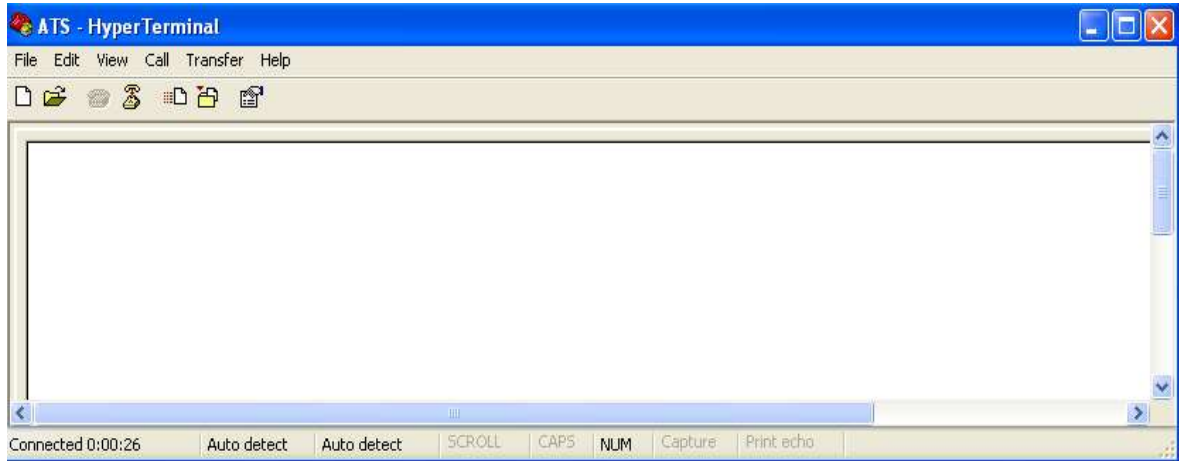 ATS - HyperTerminal
File Edit View Call Transfer Help
Connected 0:00:26 Auto detect Auto detect SCROLL CAPS NUM Capture Print echo